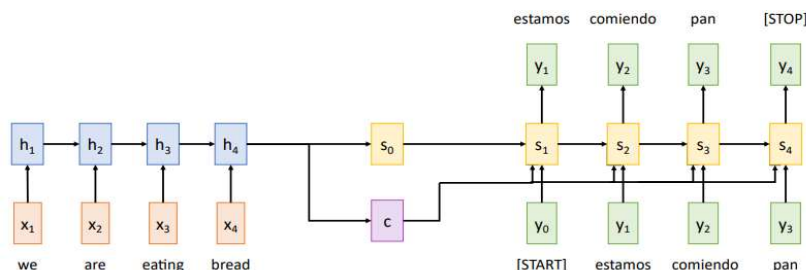 estamos comiendo pan [STOP]
y1 y2 y3 y4
h1 h2 h3 h4 s0 s1 s2 s3 s4
x1 x2 x3 x4 c y0 y1 y2 y3
we are eating bread [START] estamos comiendo pan